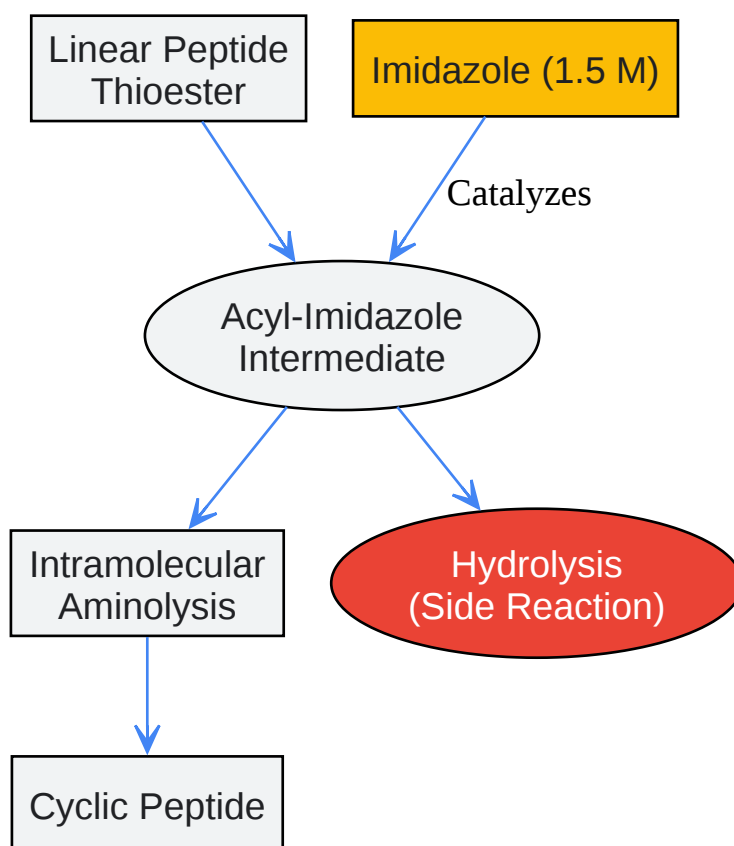 Linear Peptide
Thioester
Imidazole (1.5 M)
Catalyzes
Acyl-Imidazole
Intermediate
Intramolecular
Aminolysis
Hydrolysis
(Side Reaction)
Cyclic Peptide